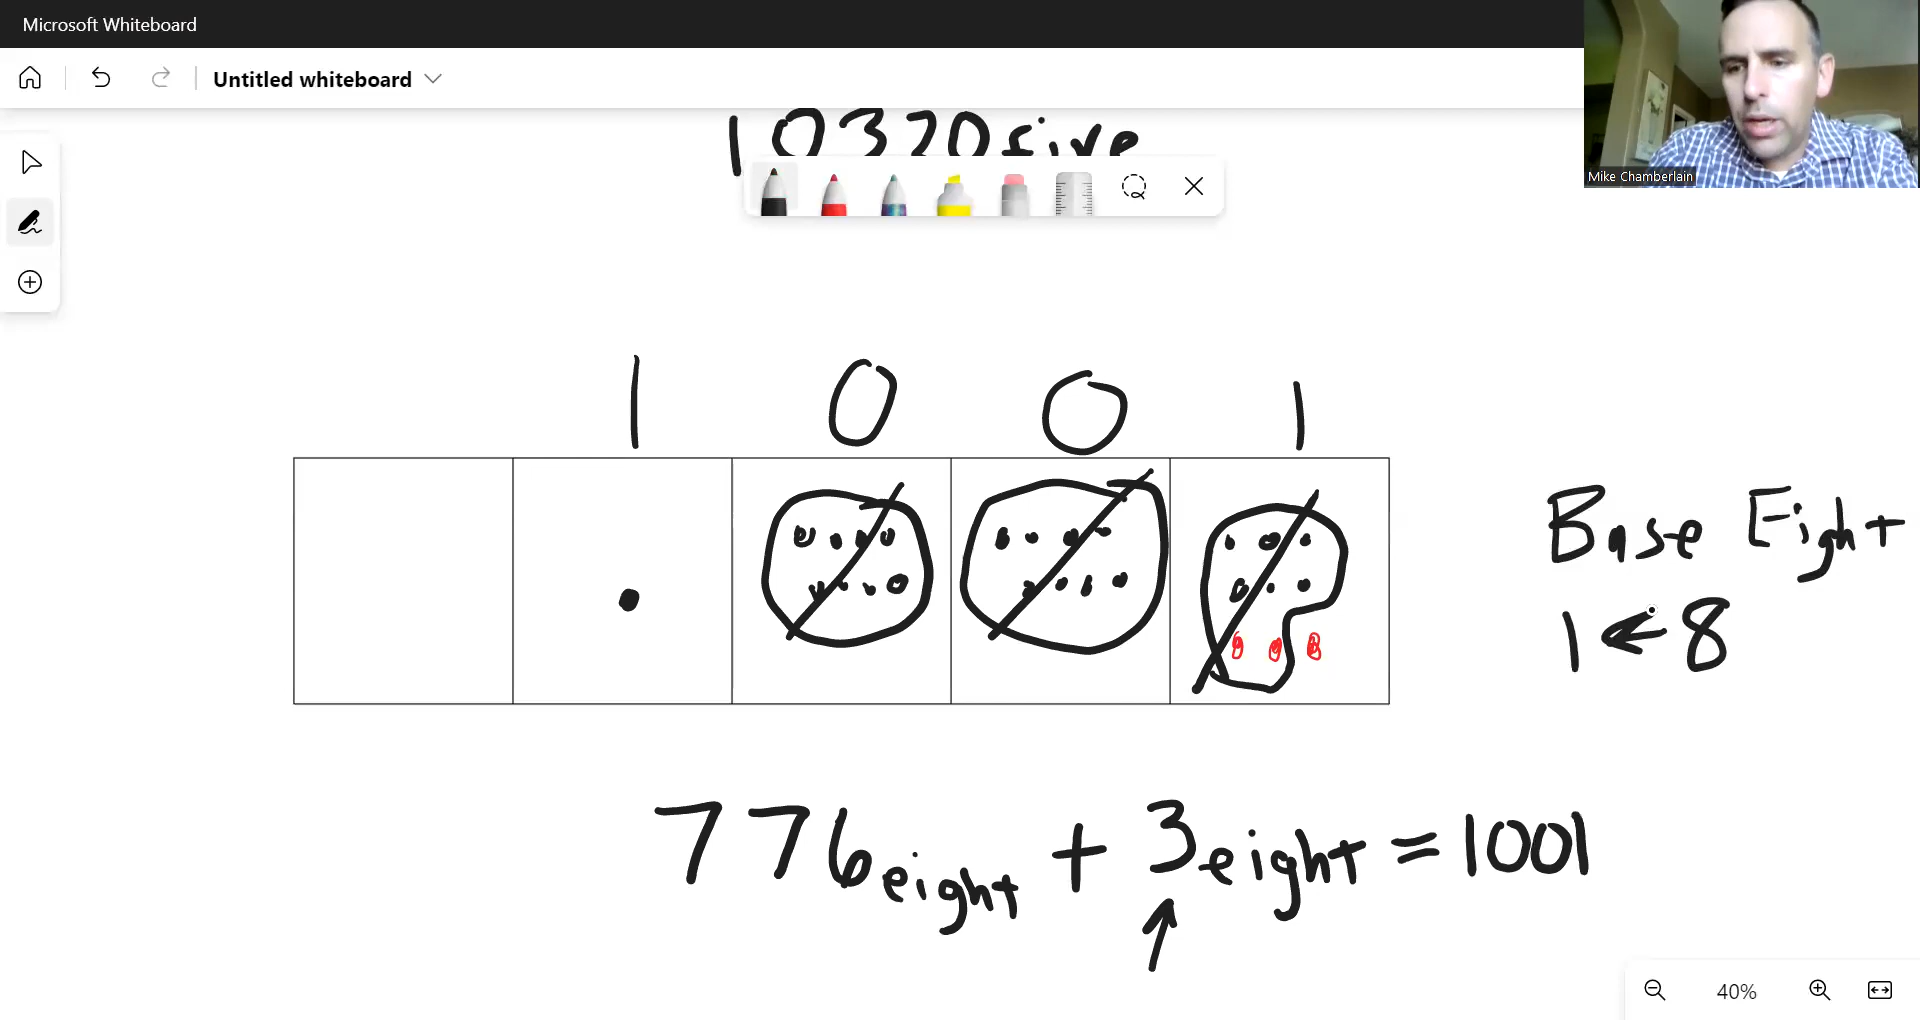 Microsoft Whiteboard
Untitled whiteboard
Mike Chamberlain
10320five
1 0 0 1
Base Eight
1 ← 8
776eight + 3eight = 1001
40%